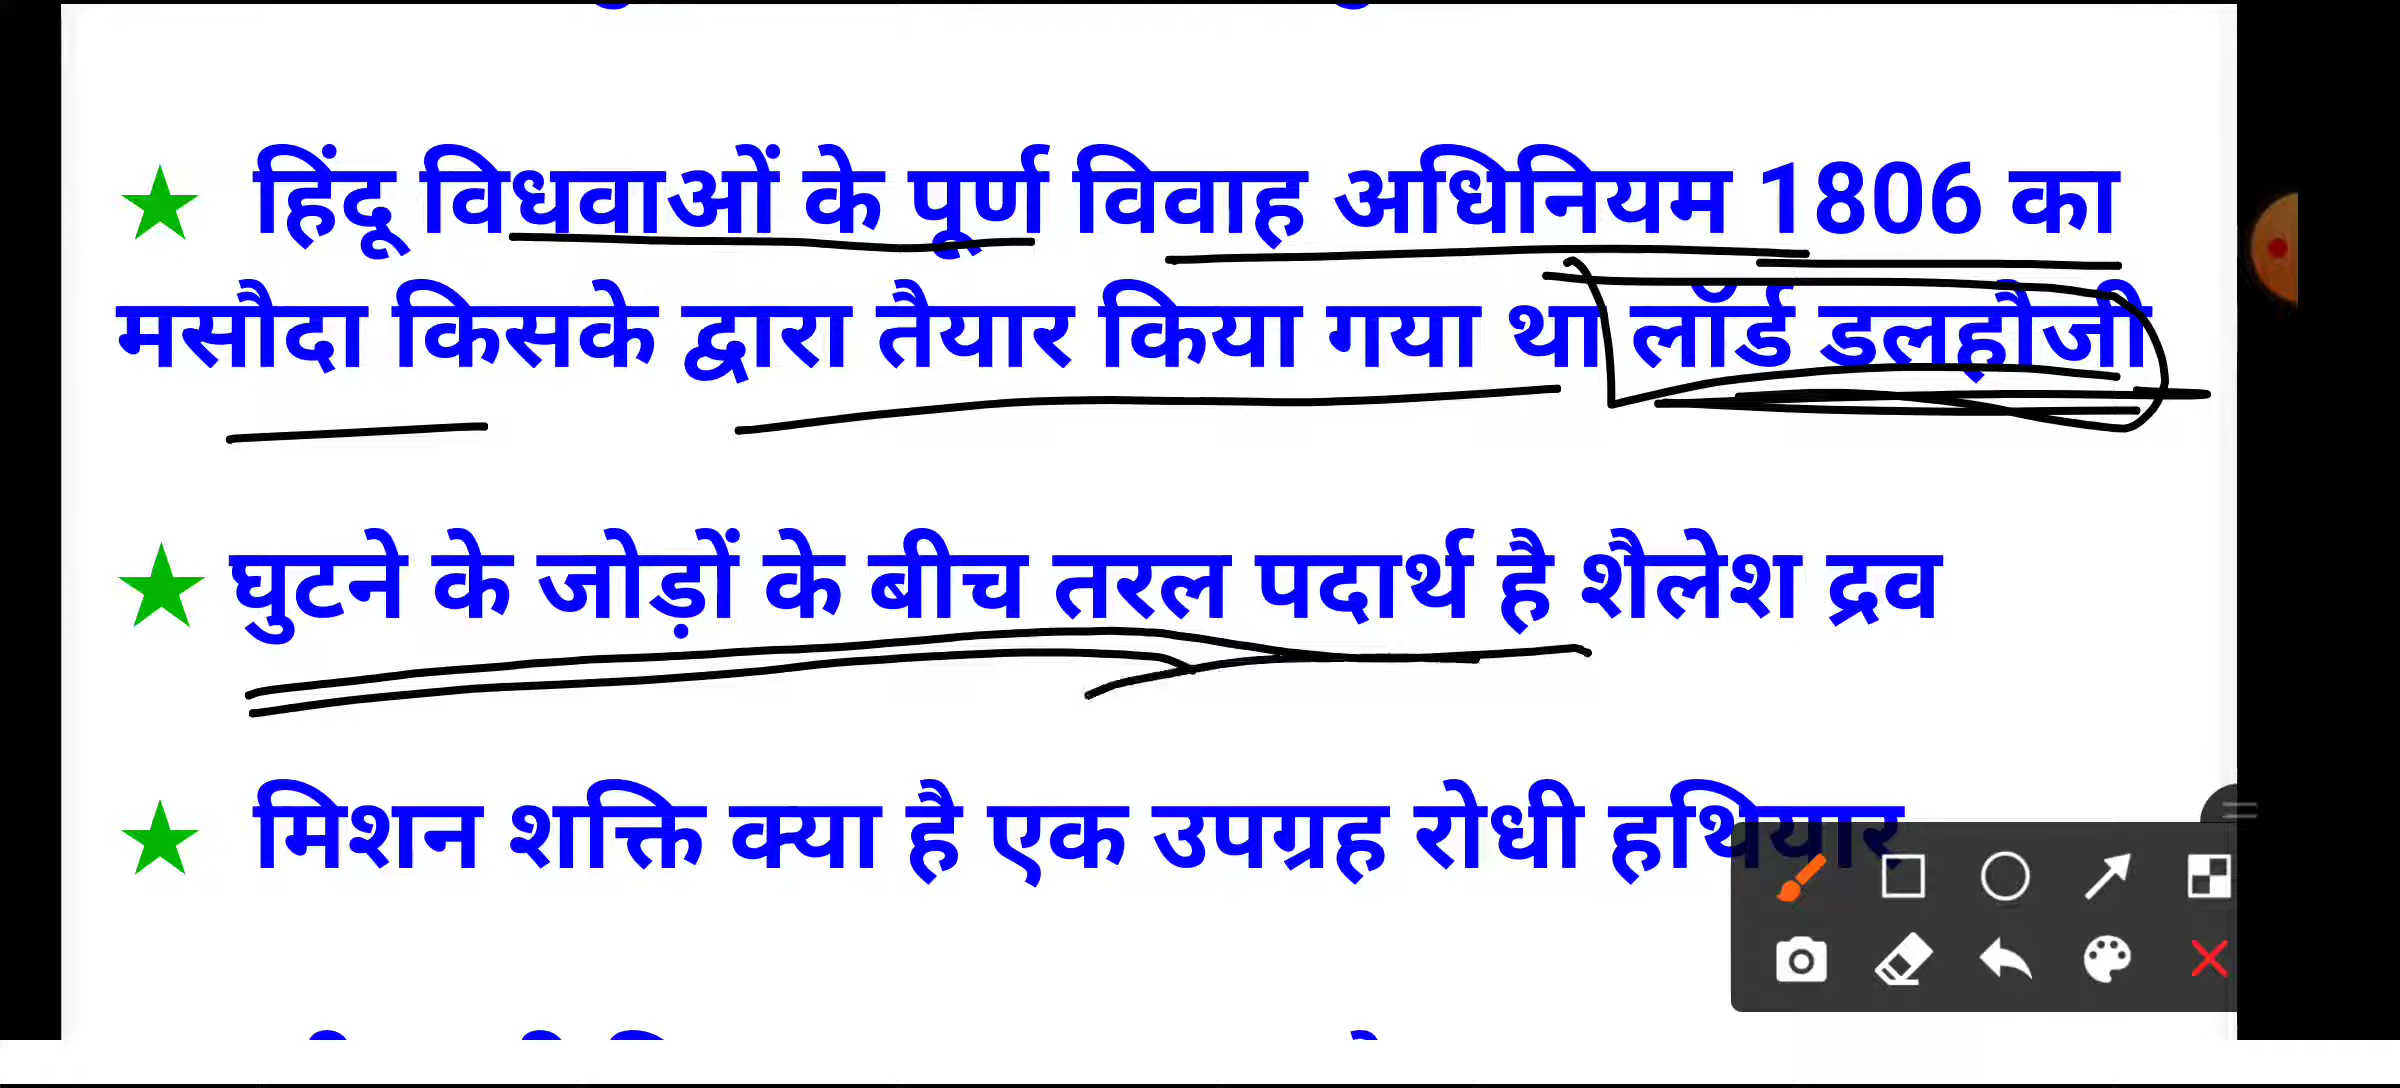 ★ हिंदू विधवाओं के पूर्ण विवाह अधिनियम 1806 का
मसौदा किसके द्वारा तैयार किया गया था लॉर्ड डलहौजी
★ घुटने के जोड़ों के बीच तरल पदार्थ है शैलेश द्रव
★ मिशन शक्ति क्या है एक उपग्रह रोधी हथियार